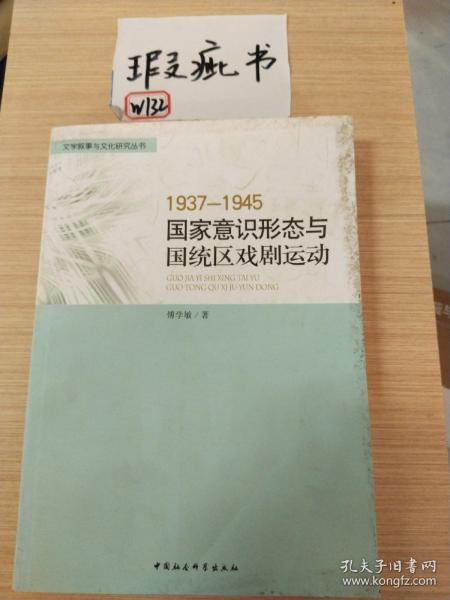 瑕疵书
W132
文学叙事与文化研究丛书
1937—1945
国家意识形态与
国统区戏剧运动
GUO JIA YI SHI XING TAI YU
GUO TONG QU XI JU YUN DONG
傅学敏/著
中国社会科学出版社
孔夫子旧书网
www.kongfz.com